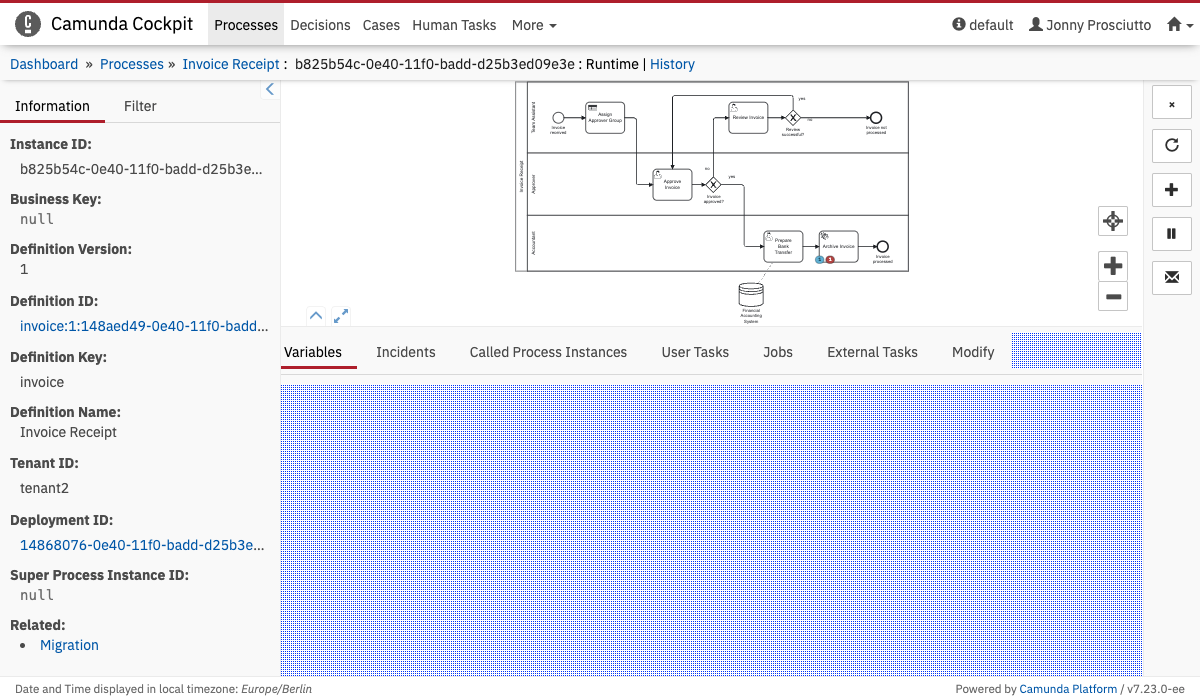 Camunda Cockpit Processes Decisions Cases Human Tasks More default Jonny Prosciutto
Dashboard » Processes » Invoice Receipt : b825b54c-0e40-11f0-badd-d25b3ed09e3e : Runtime | History
Information Filter
Instance ID:
b825b54c-0e40-11f0-badd-d25b3e...
Business Key:
null
Definition Version:
1
Definition ID:
invoice:1:148aed49-0e40-11f0-badd...
Definition Key:
invoice
Definition Name:
Invoice Receipt
Tenant ID:
tenant2
Deployment ID:
14868076-0e40-11f0-badd-d25b3e...
Super Process Instance ID:
null
Related:
Migration
Invoice Receipt
Team Assistant
Approver
Accountant
Invoice
received
Assign
Approver Group
Review Invoice
yes
Review
successful?
no
Invoice not
processed
Approve
Invoice
no
yes
Invoice
approved?
Prepare
Bank
Transfer
Archive Invoice
1 1
Invoice
processed
Financial
Accounting
System
Variables Incidents Called Process Instances User Tasks Jobs External Tasks Modify
Date and Time displayed in local timezone: Europe/Berlin
Powered by Camunda Platform / v7.23.0-ee